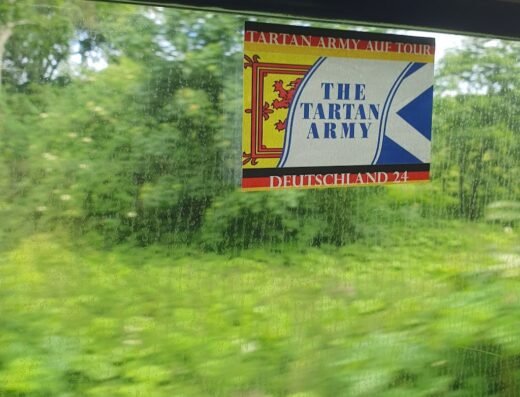 TARTAN ARMY AUF TOUR
THE
TARTAN
ARMY
DEUTSCHLAND 24